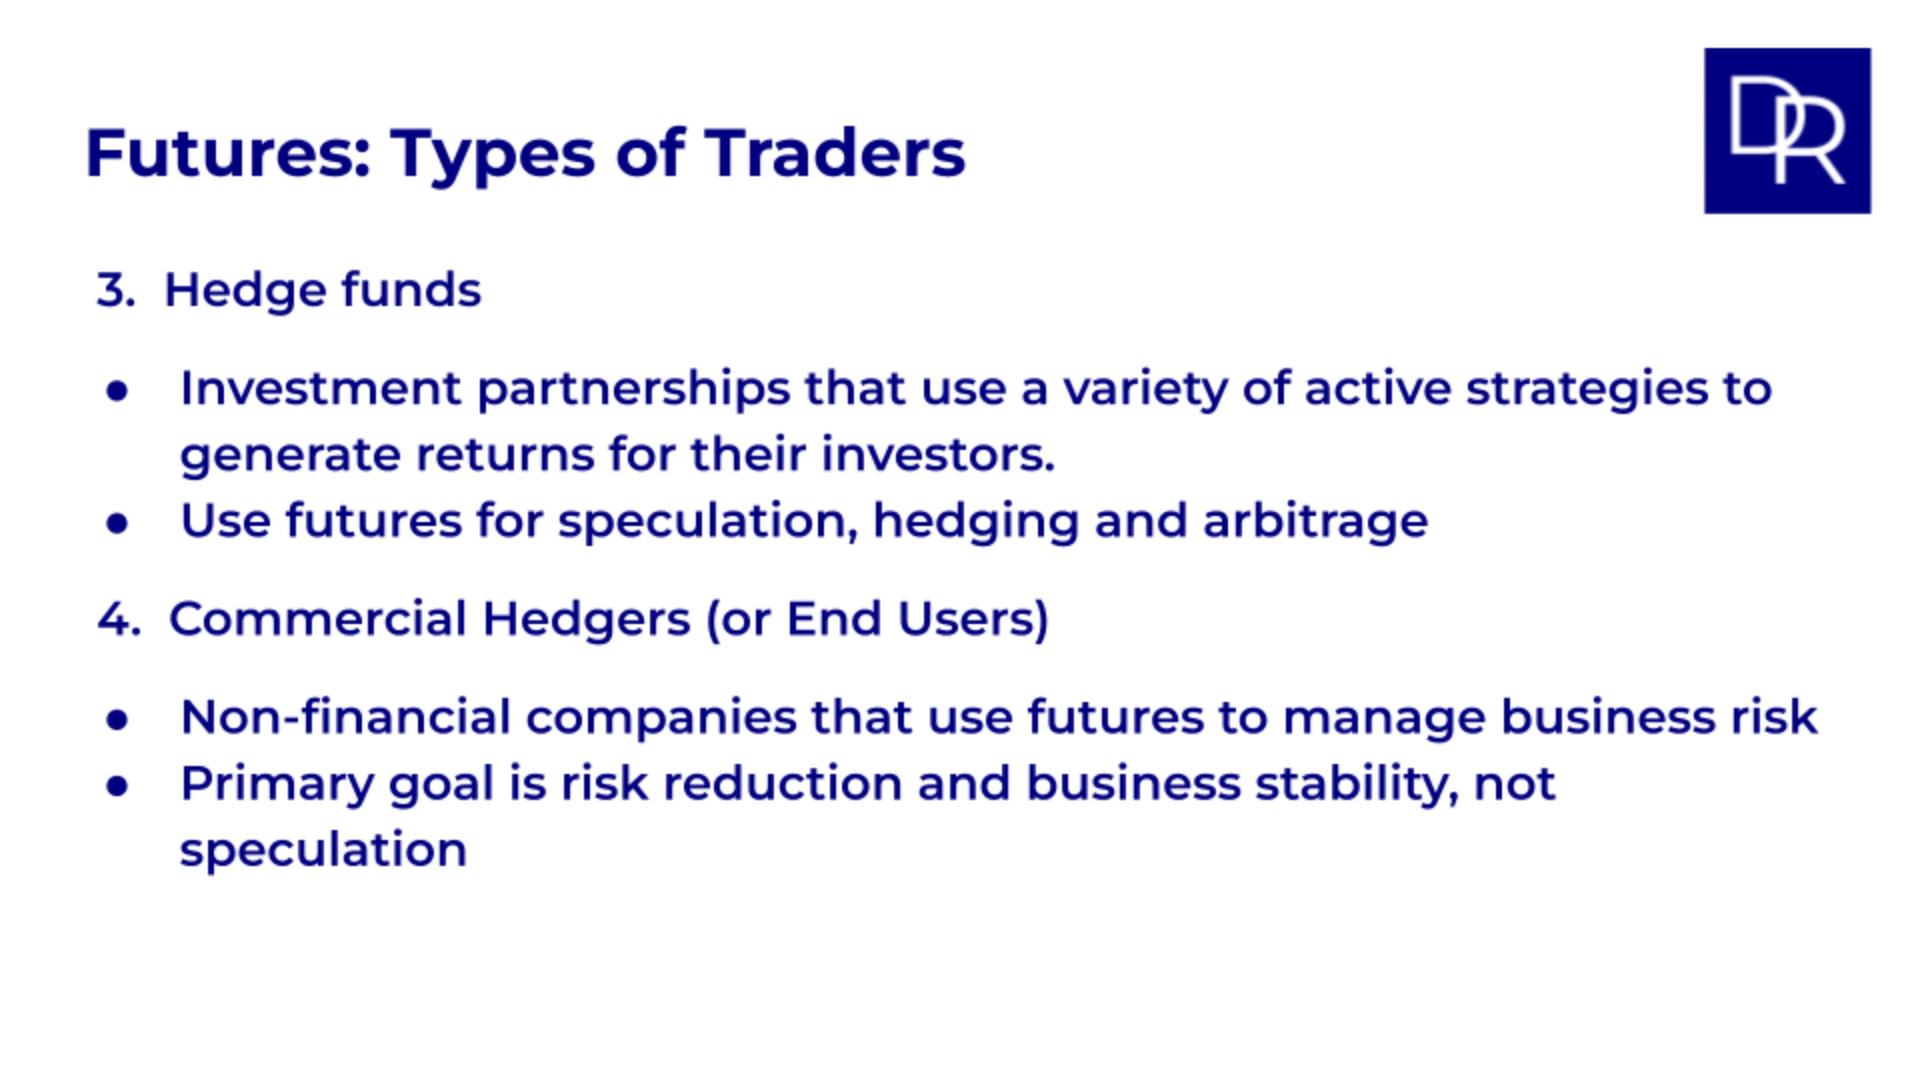 DR
Futures: Types of Traders
3. Hedge funds
● Investment partnerships that use a variety of active strategies to
generate returns for their investors.
● Use futures for speculation, hedging and arbitrage
4. Commercial Hedgers (or End Users)
● Non-financial companies that use futures to manage business risk
● Primary goal is risk reduction and business stability, not
speculation